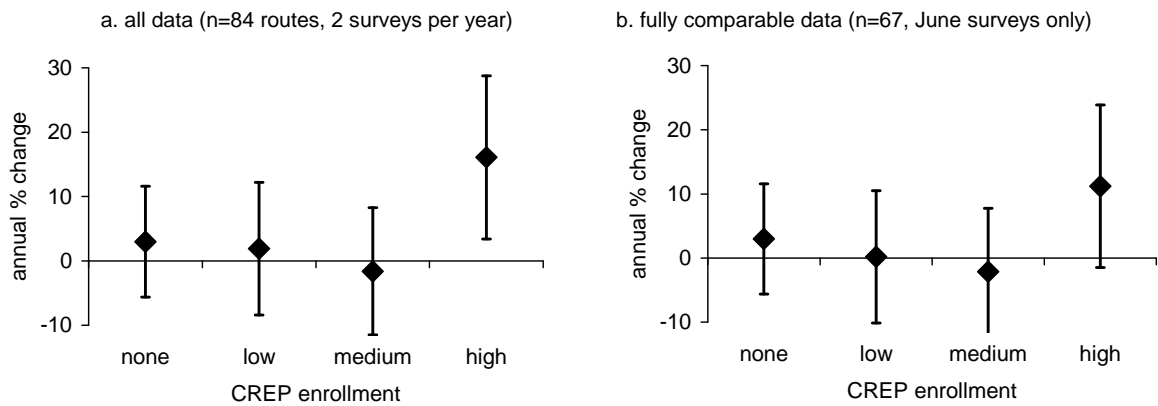 a. all data (n=84 routes, 2 surveys per year)
30
20
10
0
-10
annual % change
none low medium high
CREP enrollment
b. fully comparable data (n=67, June surveys only)
30
20
10
0
-10
annual % change
none low medium high
CREP enrollment